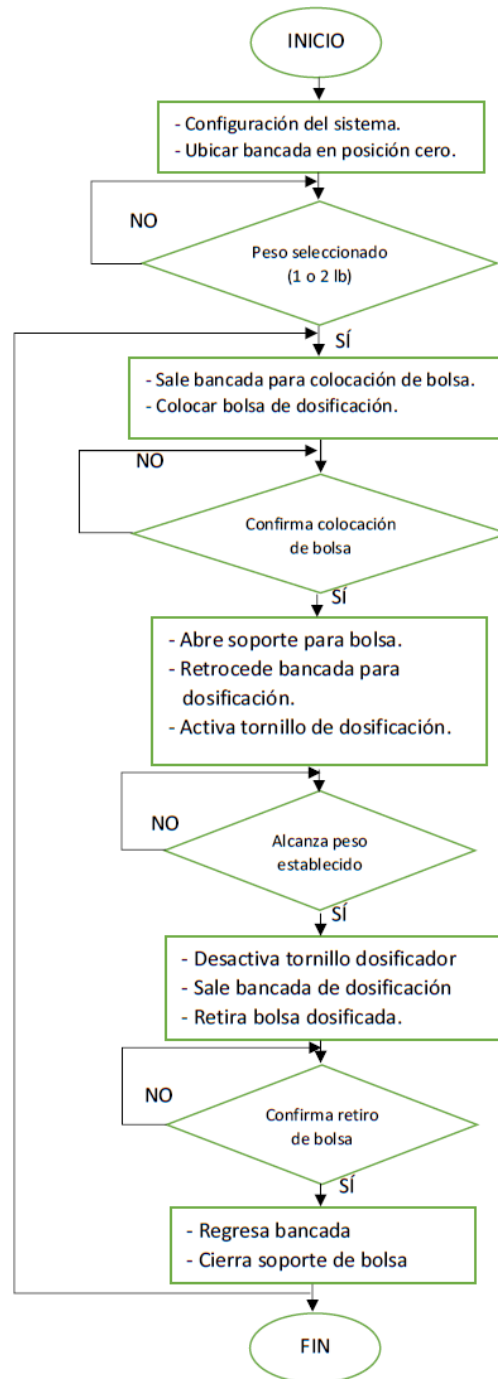 INICIO
- Configuración del sistema.
- Ubicar bancada en posición cero.
NO
Peso seleccionado
(1 o 2 lb)
SÍ
- Sale bancada para colocación de bolsa.
- Colocar bolsa de dosificación.
NO
Confirma colocación
de bolsa
SÍ
- Abre soporte para bolsa.
- Retrocede bancada para
dosificación.
- Activa tornillo de dosificación.
NO
Alcanza peso
establecido
SÍ
- Desactiva tornillo dosificador
- Sale bancada de dosificación
- Retira bolsa dosificada.
NO
Confirma retiro
de bolsa
SÍ
- Regresa bancada
- Cierra soporte de bolsa
FIN